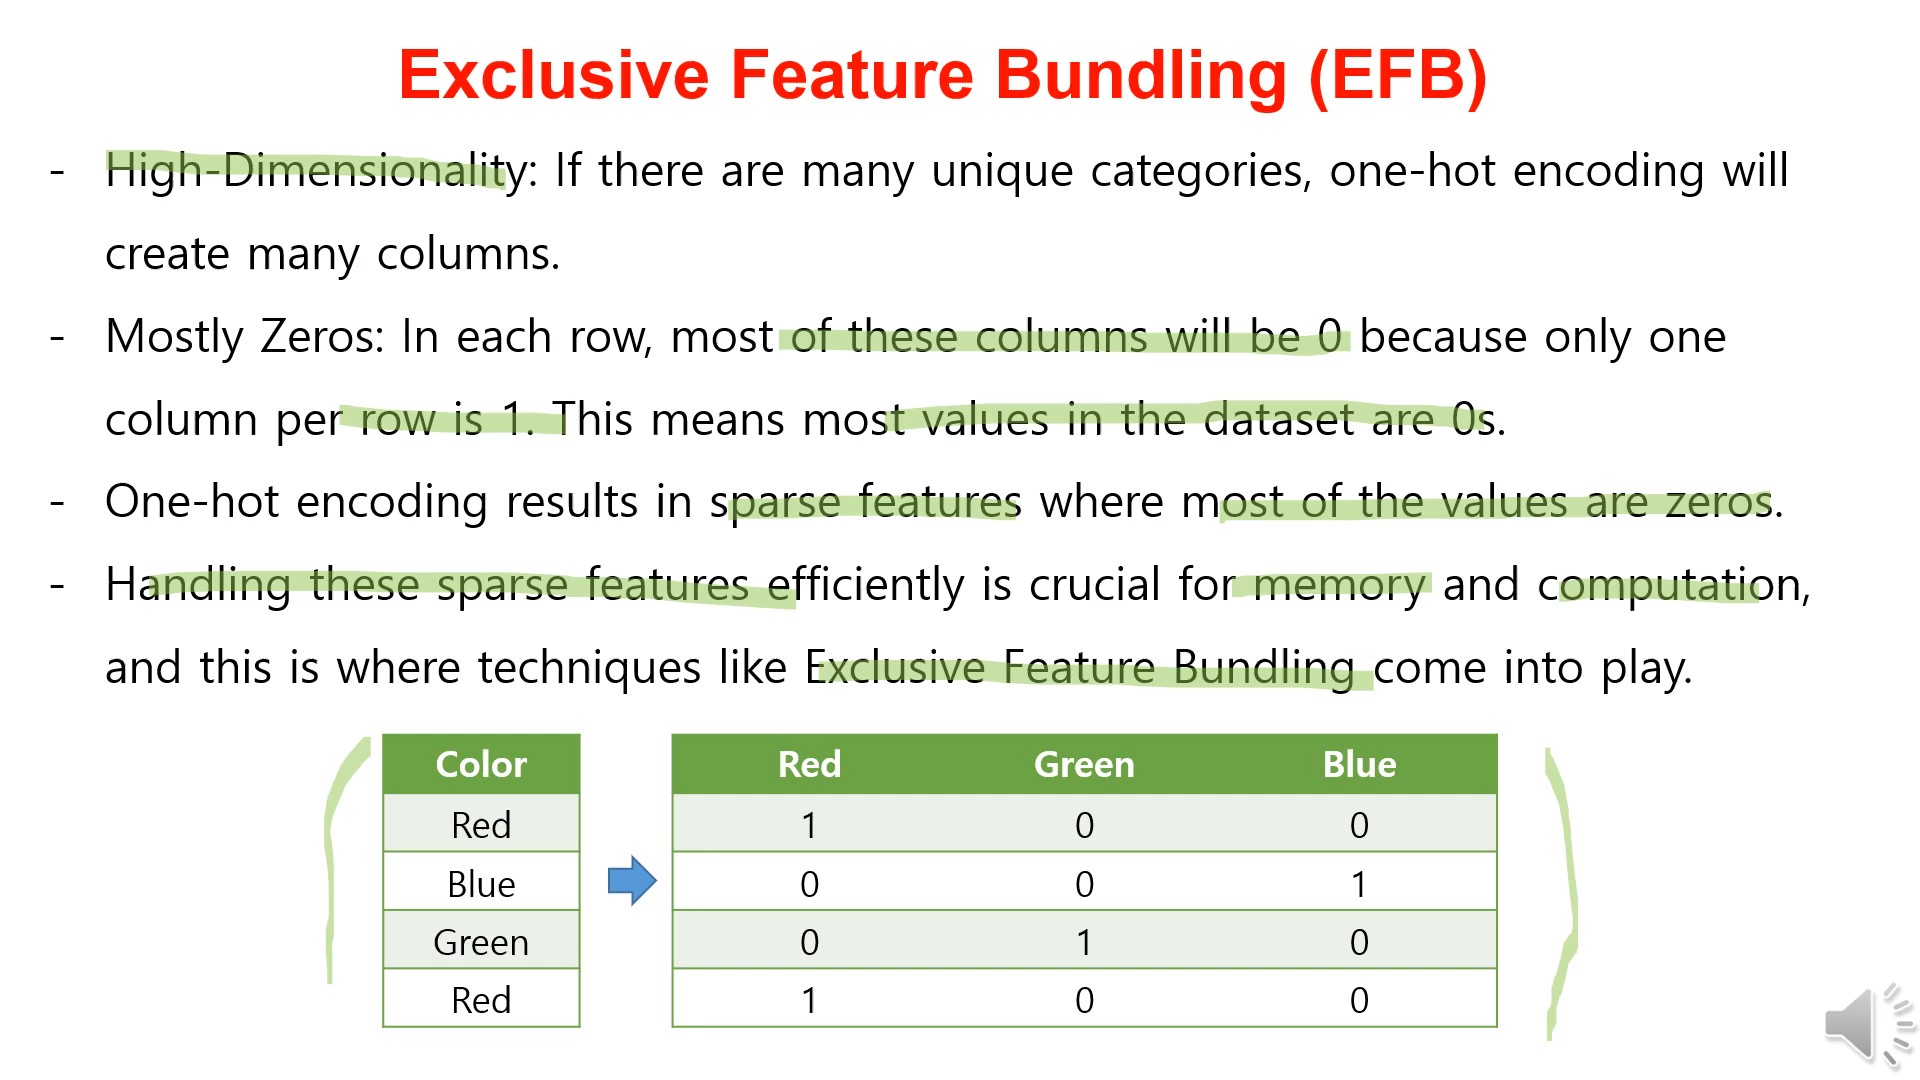 Exclusive Feature Bundling (EFB)
- High-Dimensionality: If there are many unique categories, one-hot encoding will
create many columns.
- Mostly Zeros: In each row, most of these columns will be 0 because only one
column per row is 1. This means most values in the dataset are 0s.
- One-hot encoding results in sparse features where most of the values are zeros.
- Handling these sparse features efficiently is crucial for memory and computation,
and this is where techniques like Exclusive Feature Bundling come into play.
Color
Red
Blue
Green
Red
Red Green Blue
1 0 0
0 0 1
0 1 0
1 0 0